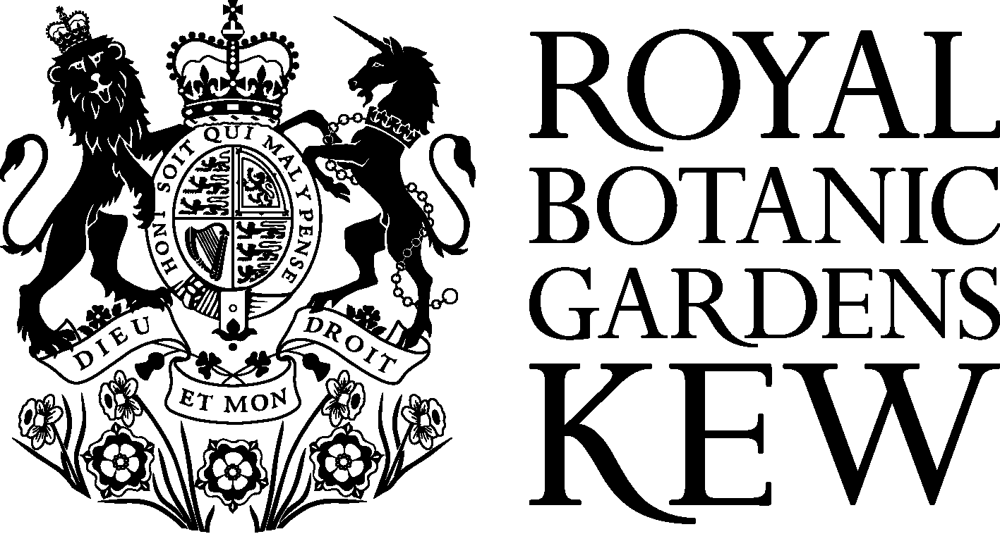 HONI SOIT QUI MAL Y PENSE
DIEU ET MON DROIT
ROYAL
BOTANIC
GARDENS
KEW